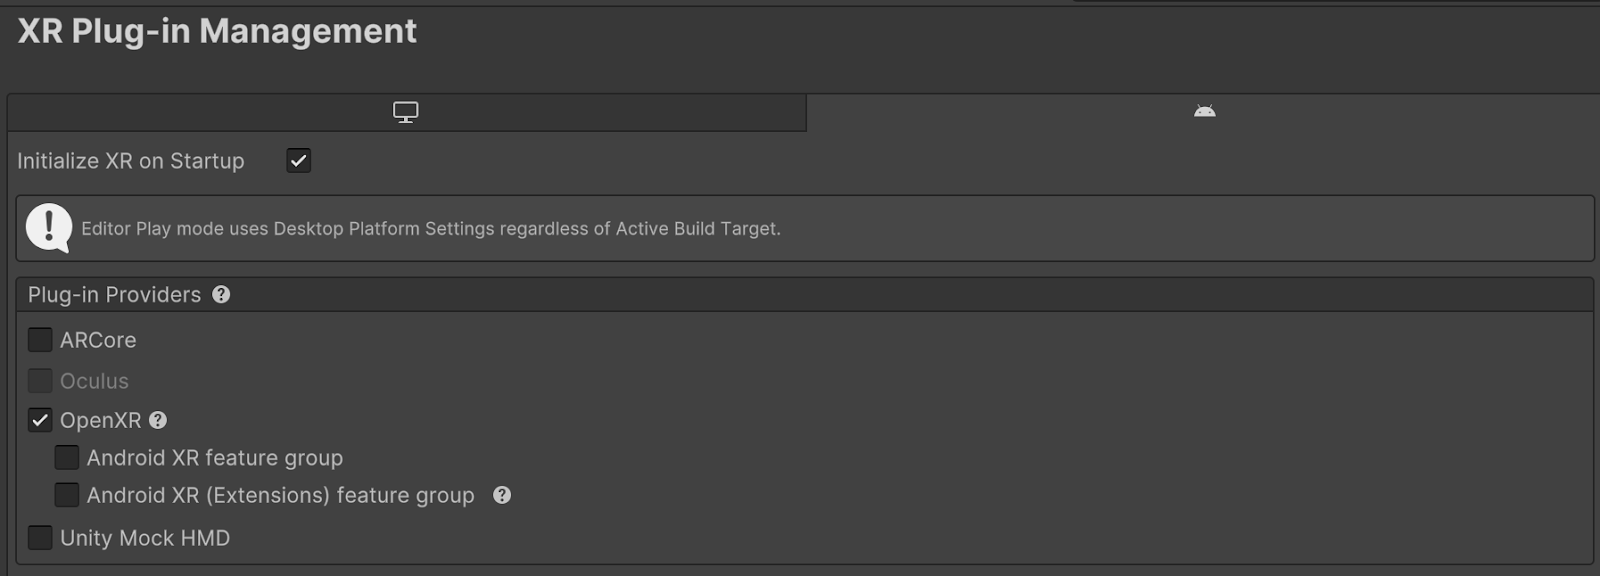 XR Plug-in Management
Initialize XR on Startup
Editor Play mode uses Desktop Platform Settings regardless of Active Build Target.
Plug-in Providers
ARCore
Oculus
OpenXR
Android XR feature group
Android XR (Extensions) feature group
Unity Mock HMD